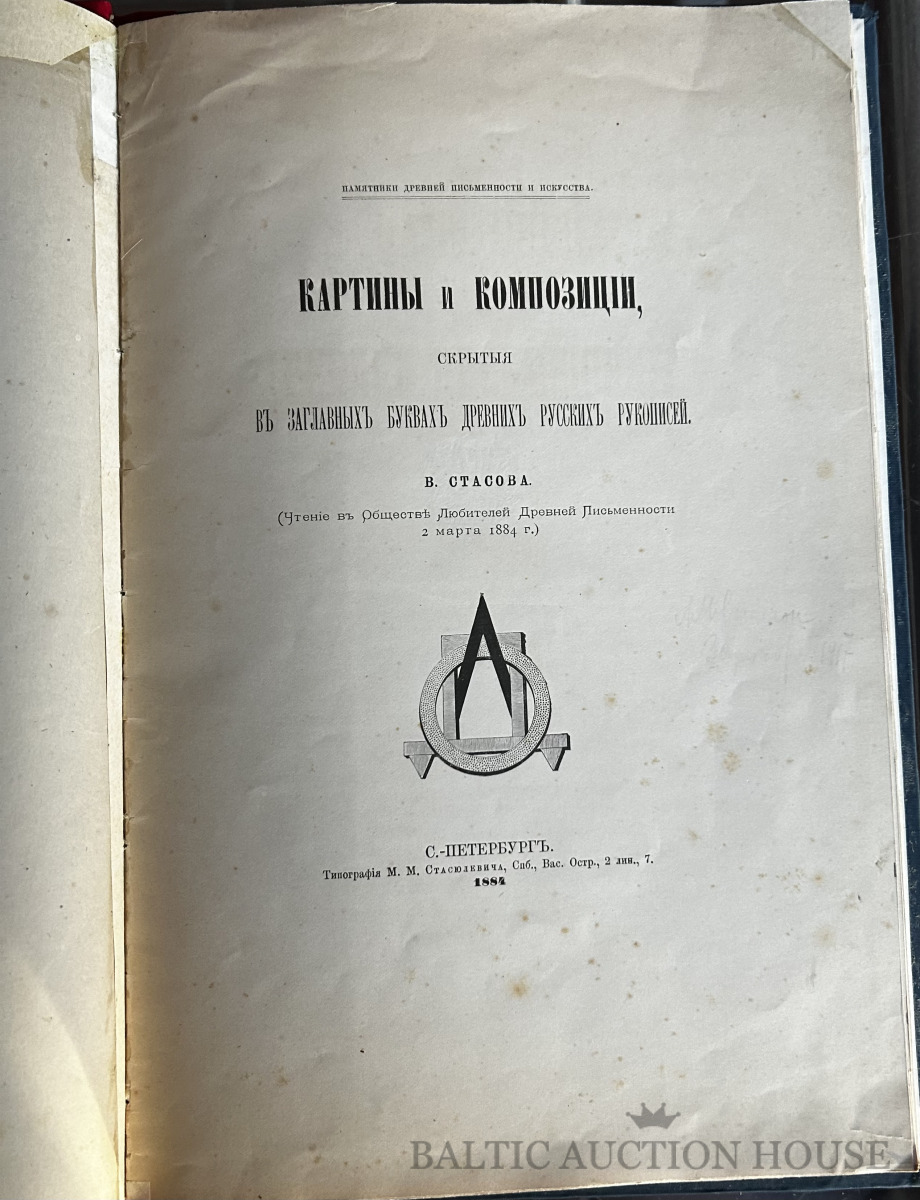 ПАМЯТНИКИ ДРЕВНЕЙ ПИСЬМЕННОСТИ И ИСКУССТВА.
КАРТИНЫ и КОМПОЗИЦІИ,
СКРЫТЫЯ
ВЪ ЗАГЛАВНЫХЪ БУКВАХЪ ДРЕВНИХЪ РУССКИХЪ РУКОПИСЕЙ.
В. СТАСОВА.
(Чтеніе въ Обществѣ Любителей Древней Письменности
2 марта 1884 г.)
С.-ПЕТЕРБУРГЪ.
Типографія М. М. Стасюлевича, Спб., Вас. Остр., 2 лин., 7.
1884
BALTIC AUCTION HOUSE